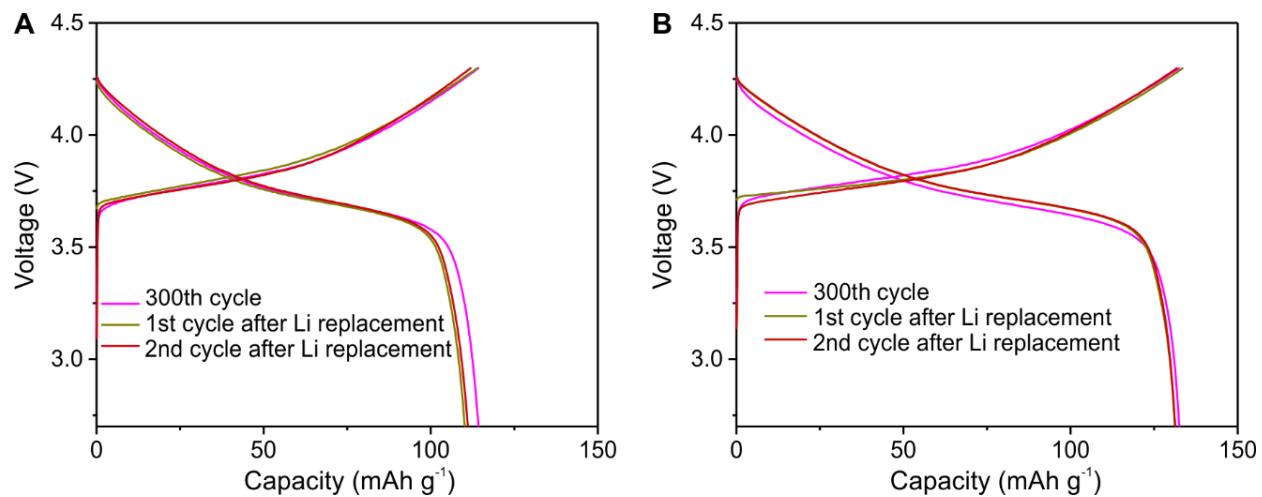 A
4.5
4.0
3.5
3.0
Voltage (V)
300th cycle
1st cycle after Li replacement
2nd cycle after Li replacement
0
50
100
150
Capacity (mAh g⁻¹)
B
4.5
4.0
3.5
3.0
Voltage (V)
300th cycle
1st cycle after Li replacement
2nd cycle after Li replacement
0
50
100
150
Capacity (mAh g⁻¹)